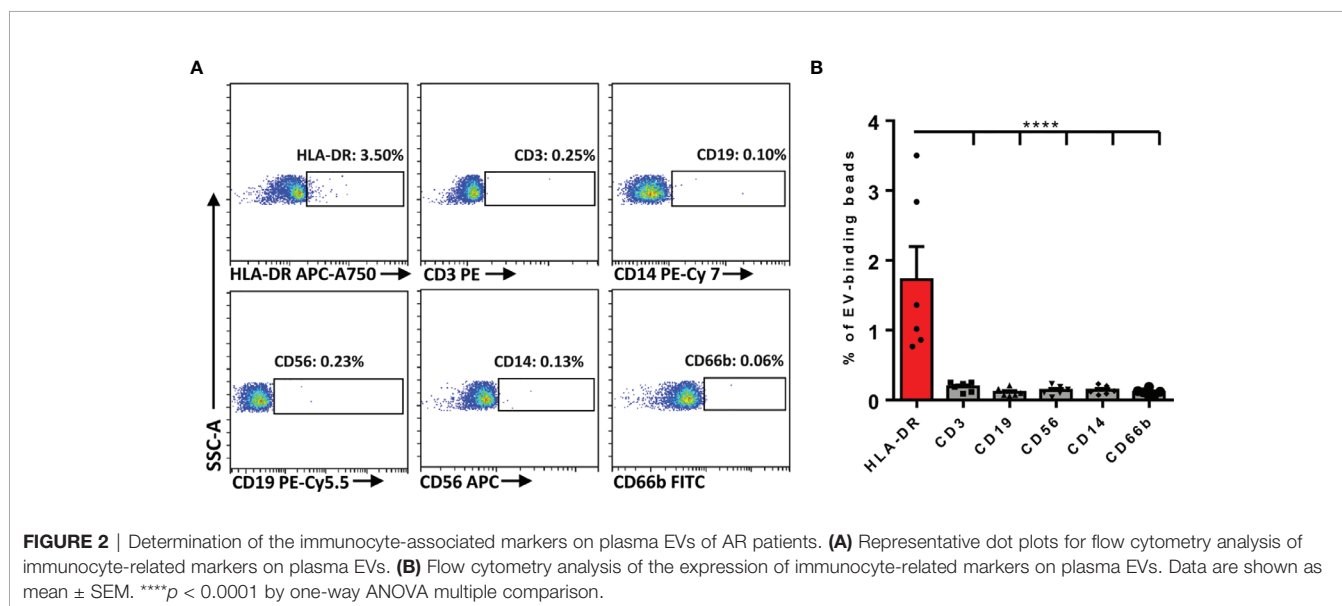 A
B
HLA-DR: 3.50%
CD3: 0.25%
CD19: 0.10%
HLA-DR APC-A750
CD3 PE
CD14 PE-Cy 7
CD56: 0.23%
CD14: 0.13%
CD66b: 0.06%
SSC-A
CD19 PE-Cy5.5
CD56 APC
CD66b FITC
% of EV-binding beads
4
3
2
1
0
****
HLA-DR
CD3
CD19
CD56
CD14
CD66b
FIGURE 2 | Determination of the immunocyte-associated markers on plasma EVs of AR patients. (A) Representative dot plots for flow cytometry analysis of
immunocyte-related markers on plasma EVs. (B) Flow cytometry analysis of the expression of immunocyte-related markers on plasma EVs. Data are shown as
mean ± SEM. ****p < 0.0001 by one-way ANOVA multiple comparison.